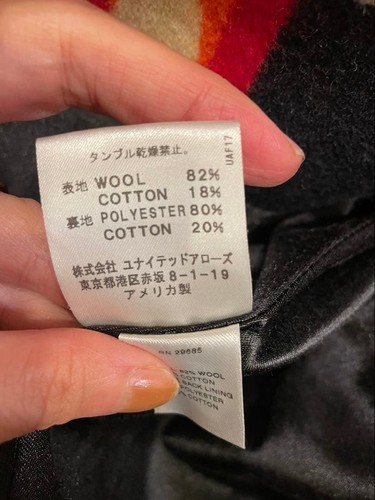 タンブル乾燥禁止。
UAF17
表地 WOOL 82%
COTTON 18%
裏地 POLYESTER 80%
COTTON 20%
株式会社 ユナイテッドアローズ
東京都港区赤坂8-1-19
アメリカ製
RN 29685
82% WOOL
COTTON
BACK LINING
POLYESTER
COTTON